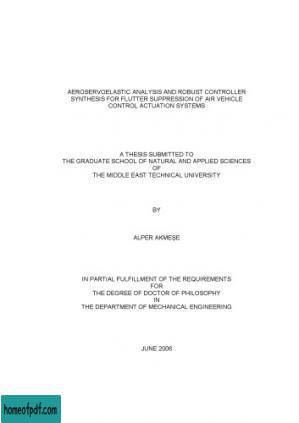 AEROSERVOELASTIC ANALYSIS AND ROBUST CONTROLLER
SYNTHESIS FOR FLUTTER SUPPRESSION OF AIR VEHICLE
CONTROL ACTUATION SYSTEMS
A THESIS SUBMITTED TO
THE GRADUATE SCHOOL OF NATURAL AND APPLIED SCIENCES
OF
THE MIDDLE EAST TECHNICAL UNIVERSITY
BY
ALPER AKMEŞE
IN PARTIAL FULFILLMENT OF THE REQUIREMENTS
FOR
THE DEGREE OF DOCTOR OF PHILOSOPHY
IN
THE DEPARTMENT OF MECHANICAL ENGINEERING
JUNE 2006
homeofpdf.com